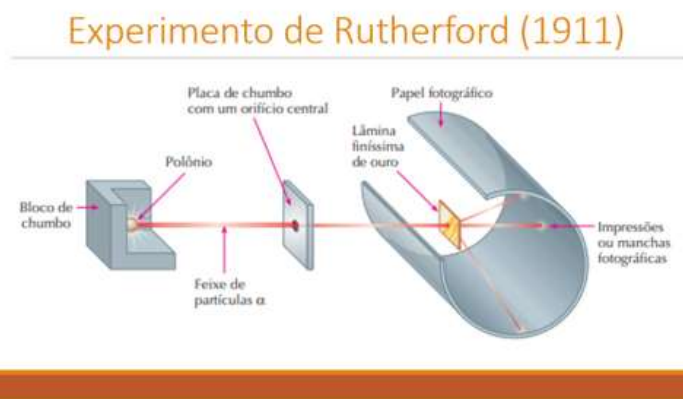 Experimento de Rutherford (1911)
Placa de chumbo
com um orifício central
Papel fotográfico
Lâmina
finíssima
de ouro
Polônio
Bloco de
chumbo
Impressões
ou manchas
fotográficas
Feixe de
partículas α